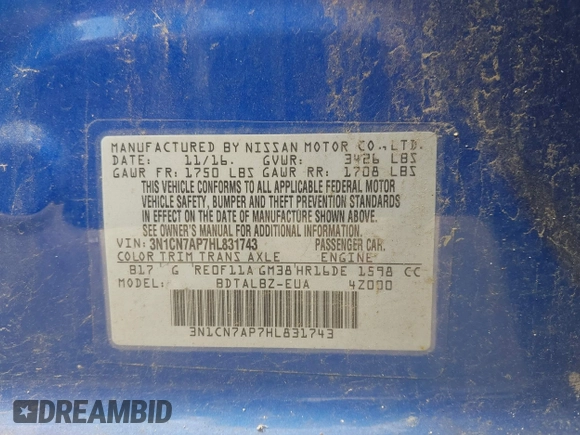 MANUFACTURED BY NISSAN MOTOR CO.,LTD.
DATE: 11/16. GVWR: 3426 LBS
GAWR FR: 1750 LBS GAWR RR: 1708 LBS
THIS VEHICLE CONFORMS TO ALL APPLICABLE FEDERAL MOTOR
VEHICLE SAFETY, BUMPER AND THEFT PREVENTION STANDARDS
IN EFFECT ON THE DATE OF MANUFACTURE SHOWN ABOVE.
SEE OWNER'S MANUAL OF ADDITIONAL INFORMATION
VIN: 3N1CN7AP7HL831743 PASSENGER CAR.
COLOR TRIM TRANS AXLE ENGINE
B17 G RE0F11A GM38 HR16DE 1598 CC
MODEL: BDTALBZ-EUA 4Z000
3N1CN7AP7HL831743
DREAMBID